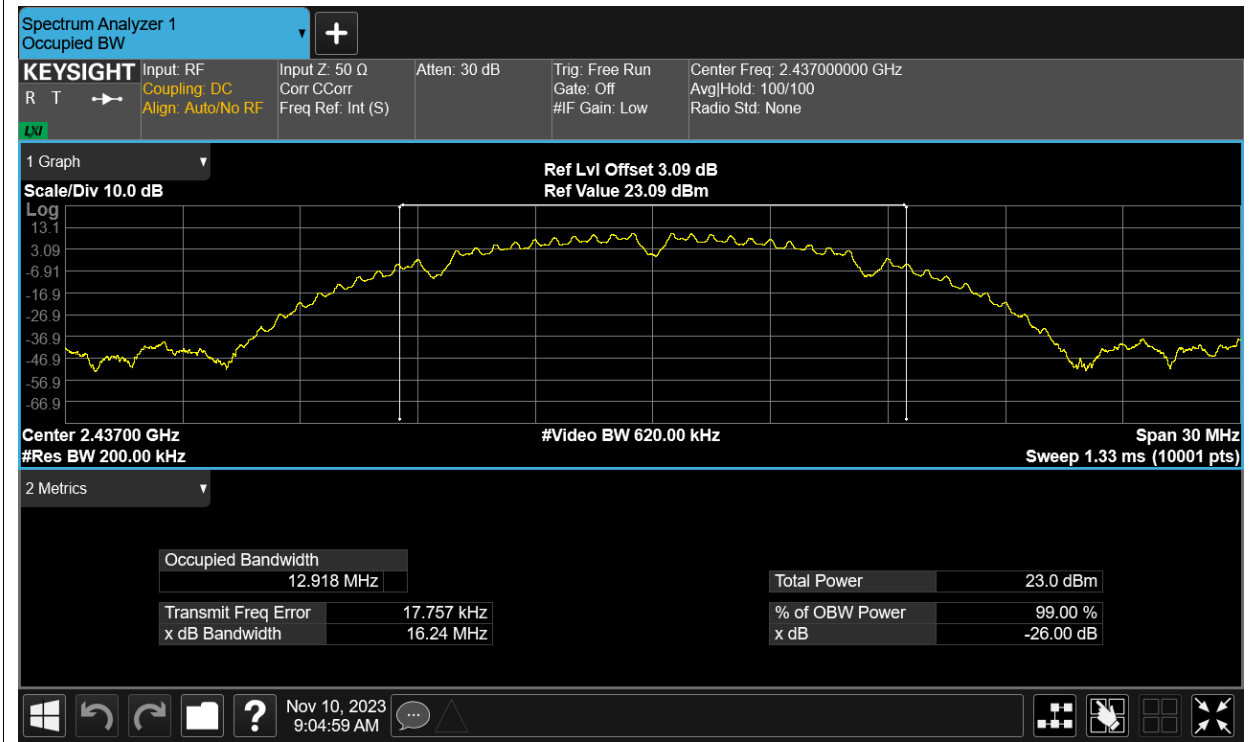 Spectrum Analyzer 1
Occupied BW
+
KEYSIGHT Input: RF Input Z: 50 Ω Atten: 30 dB Trig: Free Run Center Freq: 2.437000000 GHz
R T Coupling: DC Corr CCorr Gate: Off Avg|Hold: 100/100
Align: Auto/No RF Freq Ref: Int (S) #IF Gain: Low Radio Std: None
LXI
1 Graph
Ref Lvl Offset 3.09 dB
Scale/Div 10.0 dB Ref Value 23.09 dBm
Log
13.1
3.09
-6.91
-16.9
-26.9
-36.9
-46.9
-56.9
-66.9
Center 2.43700 GHz #Video BW 620.00 kHz Span 30 MHz
#Res BW 200.00 kHz Sweep 1.33 ms (10001 pts)
2 Metrics
Occupied Bandwidth
12.918 MHz Total Power 23.0 dBm
Transmit Freq Error 17.757 kHz % of OBW Power 99.00 %
x dB Bandwidth 16.24 MHz x dB -26.00 dB
? Nov 10, 2023
9:04:59 AM